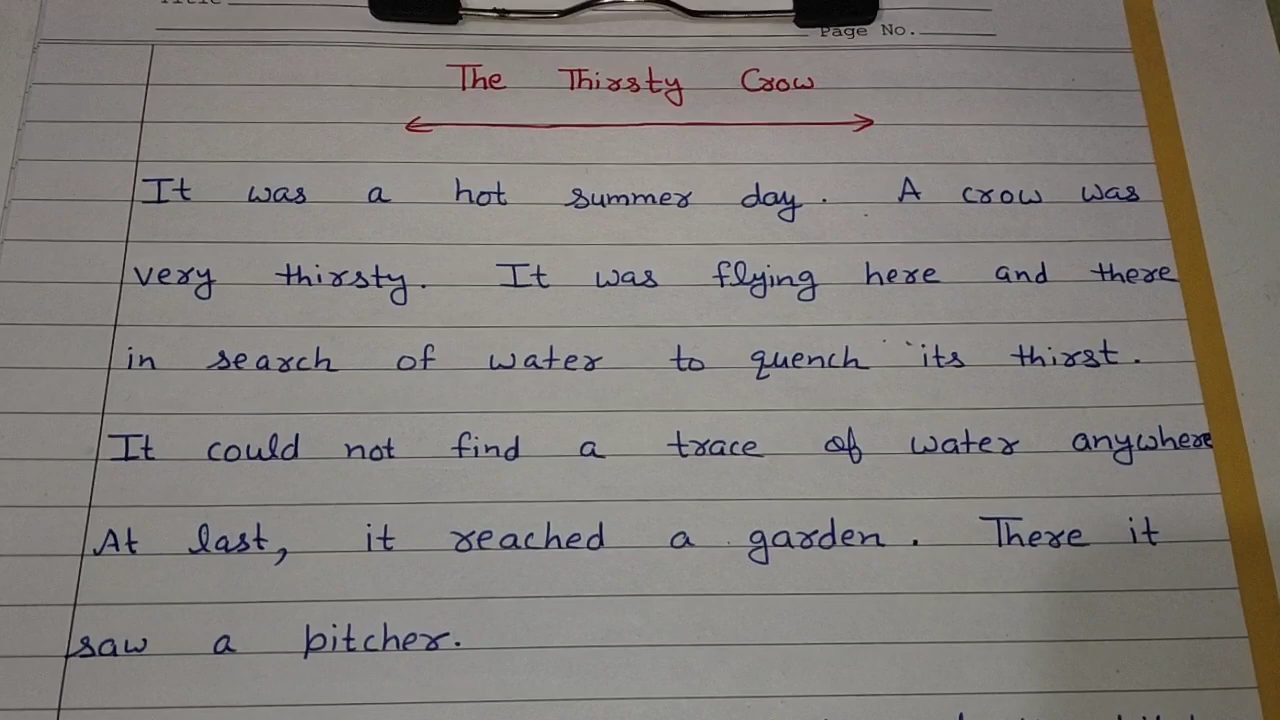 Page No.
The Thirsty Crow
It was a hot summer day. A crow was
very thirsty. It was flying here and there
in search of water to quench its thirst.
It could not find a trace of water anywhere
At last, it reached a garden. There it
saw a pitcher.